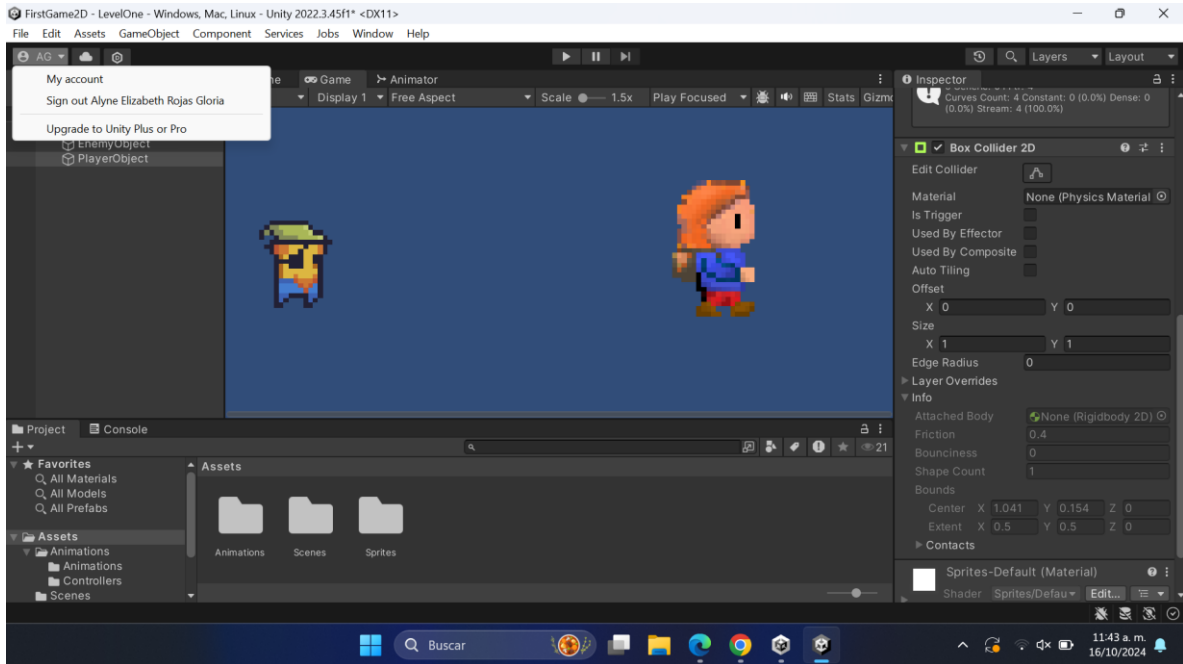 FirstGame2D - LevelOne - Windows, Mac, Linux - Unity 2022.3.45f1* <DX11>
File Edit Assets GameObject Component Services Jobs Window Help
AG
Layers Layout
My account
Sign out Alyne Elizabeth Rojas Gloria
Upgrade to Unity Plus or Pro
Game Animator
Display 1 Free Aspect Scale 1.5x Play Focused Stats Gizmo
EnemyObject
PlayerObject
Inspector
Curves Count: 4 Constant: 0 (0.0%) Dense: 0
(0.0%) Stream: 4 (100.0%)
Box Collider 2D
Edit Collider
Material None (Physics Material
Is Trigger
Used By Effector
Used By Composite
Auto Tiling
Offset
X 0 Y 0
Size
X 1 Y 1
Edge Radius 0
Layer Overrides
Info
Attached Body None (Rigidbody 2D)
Friction 0.4
Bounciness 0
Shape Count 1
Bounds
Center X 1.041 Y 0.154 Z 0
Extent X 0.5 Y 0.5 Z 0
Contacts
Sprites-Default (Material)
Shader Sprites/Defau Edit...
Project Console
21
Favorites
All Materials
All Models
All Prefabs
Assets
Animations
Animations
Controllers
Scenes
Assets
Animations Scenes Sprites
Buscar
11:43 a. m.
16/10/2024